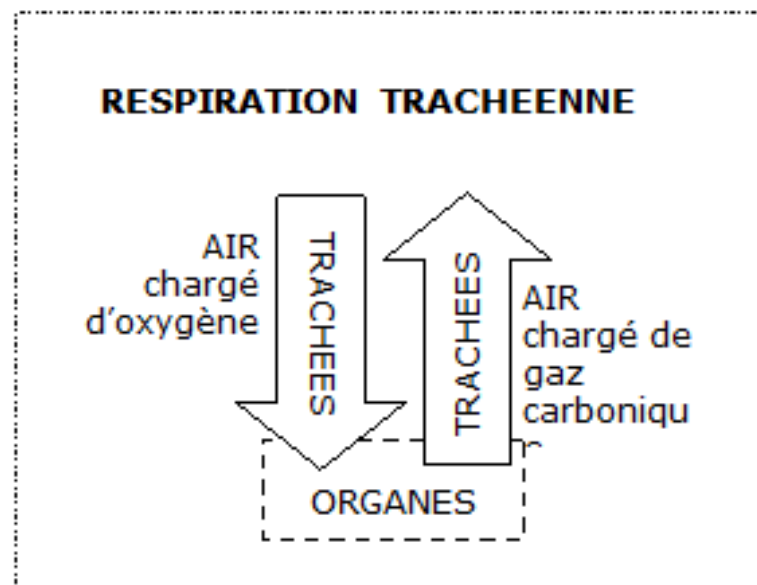 RESPIRATION TRACHEENNE
AIR
chargé
d'oxygène
TRACHEES
TRACHEES
AIR
chargé de
gaz
carboniqu
ORGANES